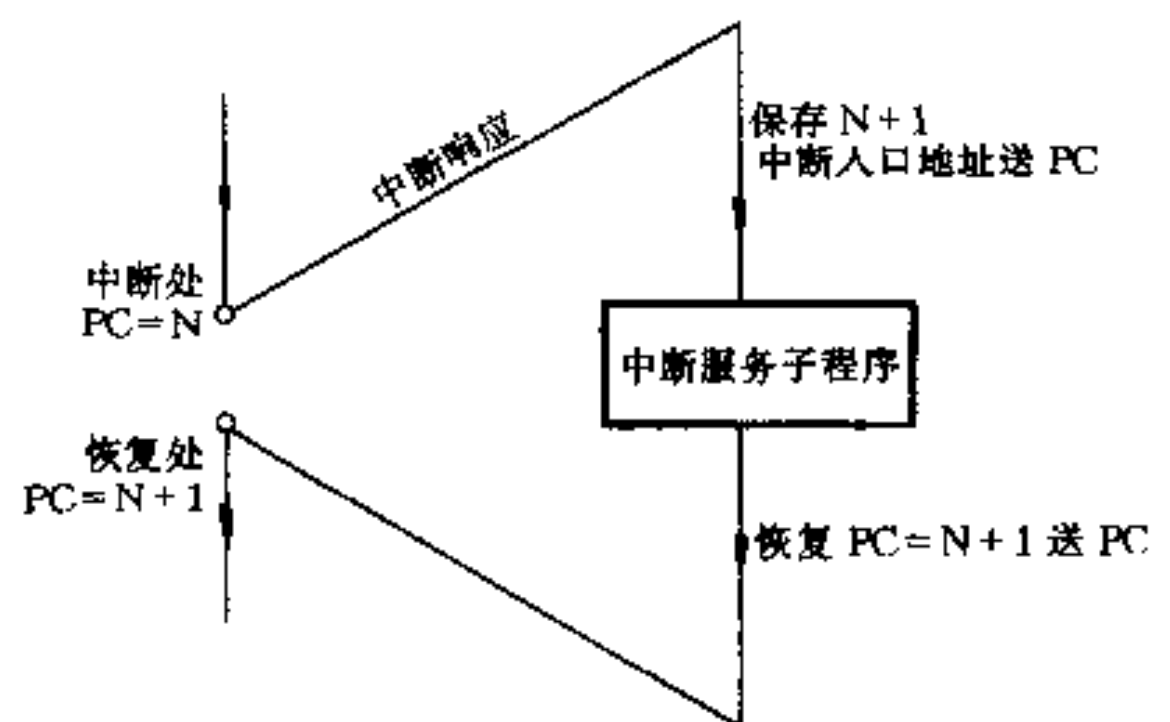 保存 N+1
中断人口地址送 PC
中断响应
中断处
PC=N
中断服务子程序
恢复处
PC=N+1
恢复 PC=N+1 送 PC